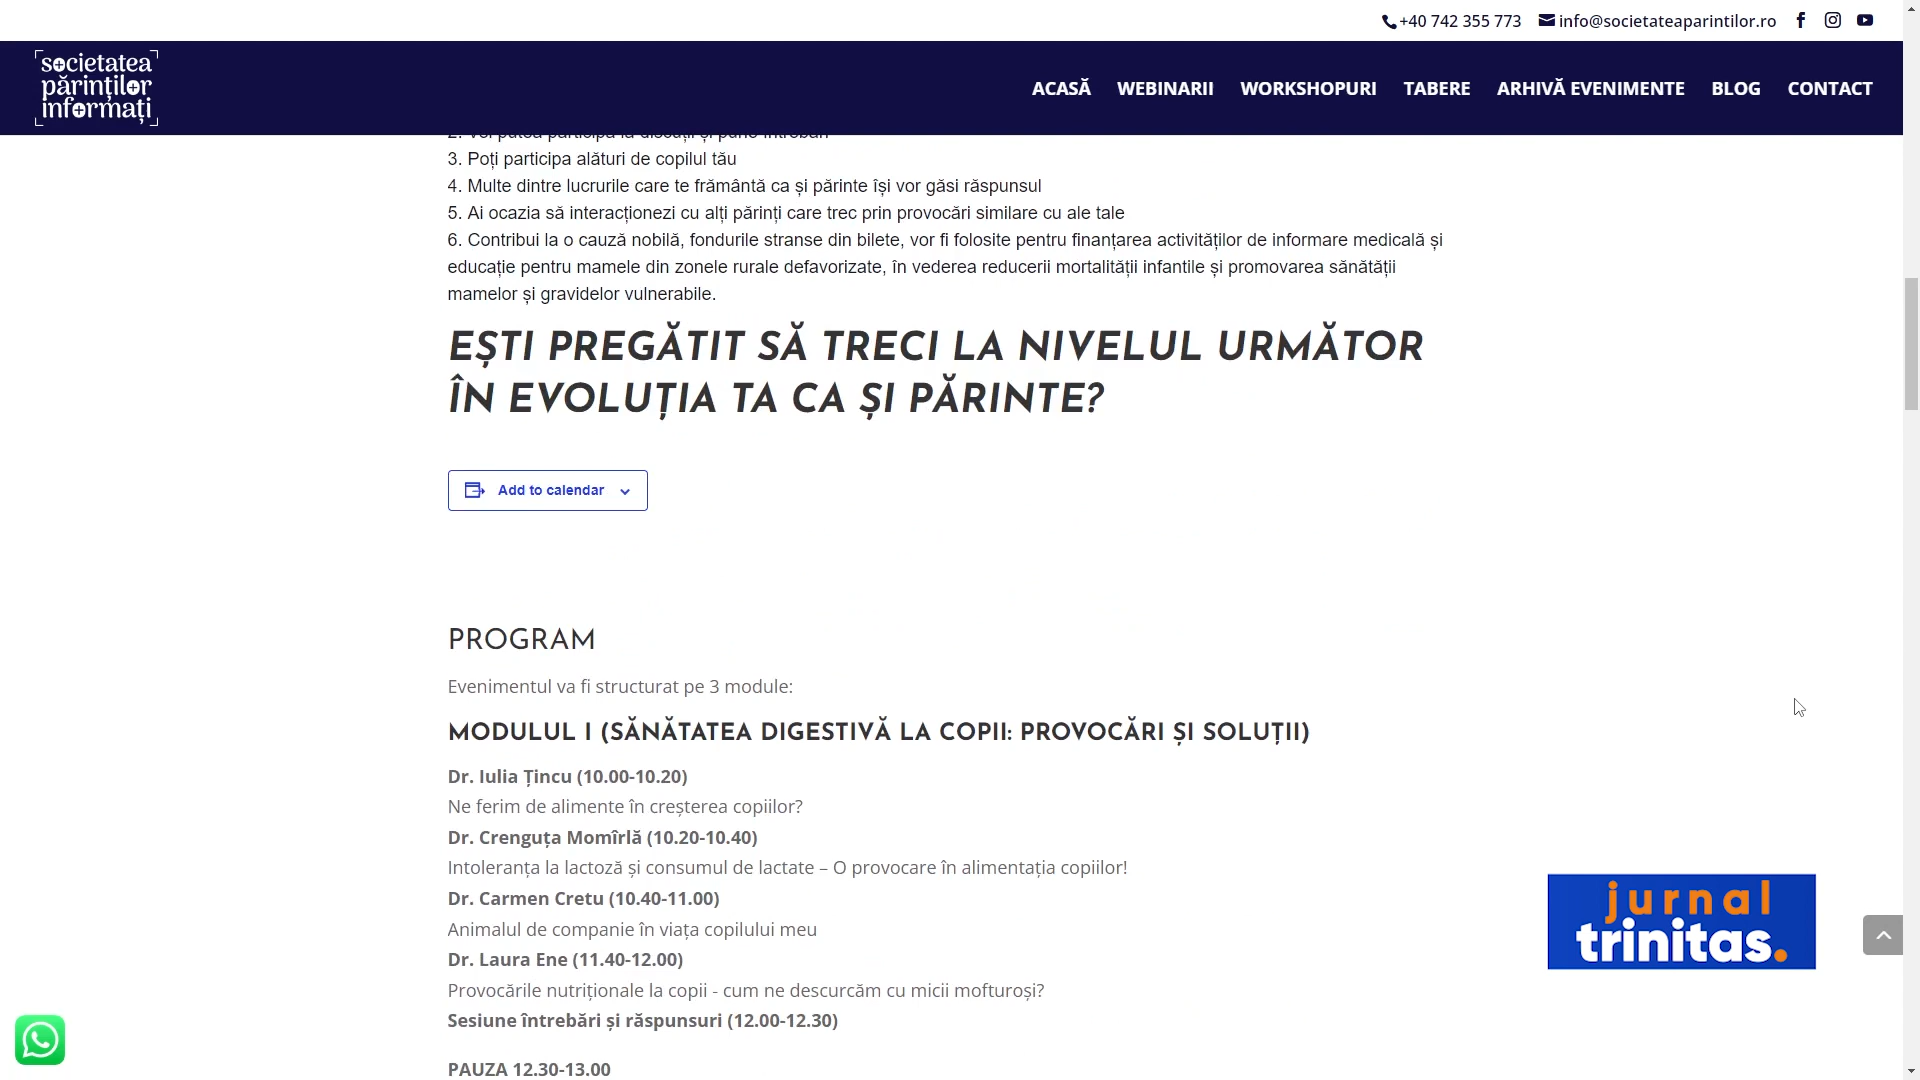 +40 742 355 773 info@societateaparintilor.ro
societatea
părinților
informați
ACASĂ WEBINARII WORKSHOPURI TABERE ARHIVĂ EVENIMENTE BLOG CONTACT
2. Vei putea participa la discuții și pune întrebări
3. Poți participa alături de copilul tău
4. Multe dintre lucrurile care te frământă ca și părinte își vor găsi răspunsul
5. Ai ocazia să interacționezi cu alți părinți care trec prin provocări similare cu ale tale
6. Contribui la o cauză nobilă, fondurile stranse din bilete, vor fi folosite pentru finanțarea activităților de informare medicală și
educație pentru mamele din zonele rurale defavorizate, în vederea reducerii mortalității infantile și promovarea sănătății
mamelor și gravidelor vulnerabile.
EȘTI PREGĂTIT SĂ TRECI LA NIVELUL URMĂTOR
ÎN EVOLUȚIA TA CA ȘI PĂRINTE?
Add to calendar
PROGRAM
Evenimentul va fi structurat pe 3 module:
MODULUL I (SĂNĂTATEA DIGESTIVĂ LA COPII: PROVOCĂRI ȘI SOLUȚII)
Dr. Iulia Țincu (10.00-10.20)
Ne ferim de alimente în creșterea copiilor?
Dr. Crenguța Momîrlă (10.20-10.40)
Intoleranța la lactoză și consumul de lactate – O provocare în alimentația copiilor!
Dr. Carmen Cretu (10.40-11.00)
Animalul de companie în viața copilului meu
Dr. Laura Ene (11.40-12.00)
Provocările nutriționale la copii - cum ne descurcăm cu micii mofturoși?
Sesiune întrebări și răspunsuri (12.00-12.30)
PAUZA 12.30-13.00
jurnal
trinitas.